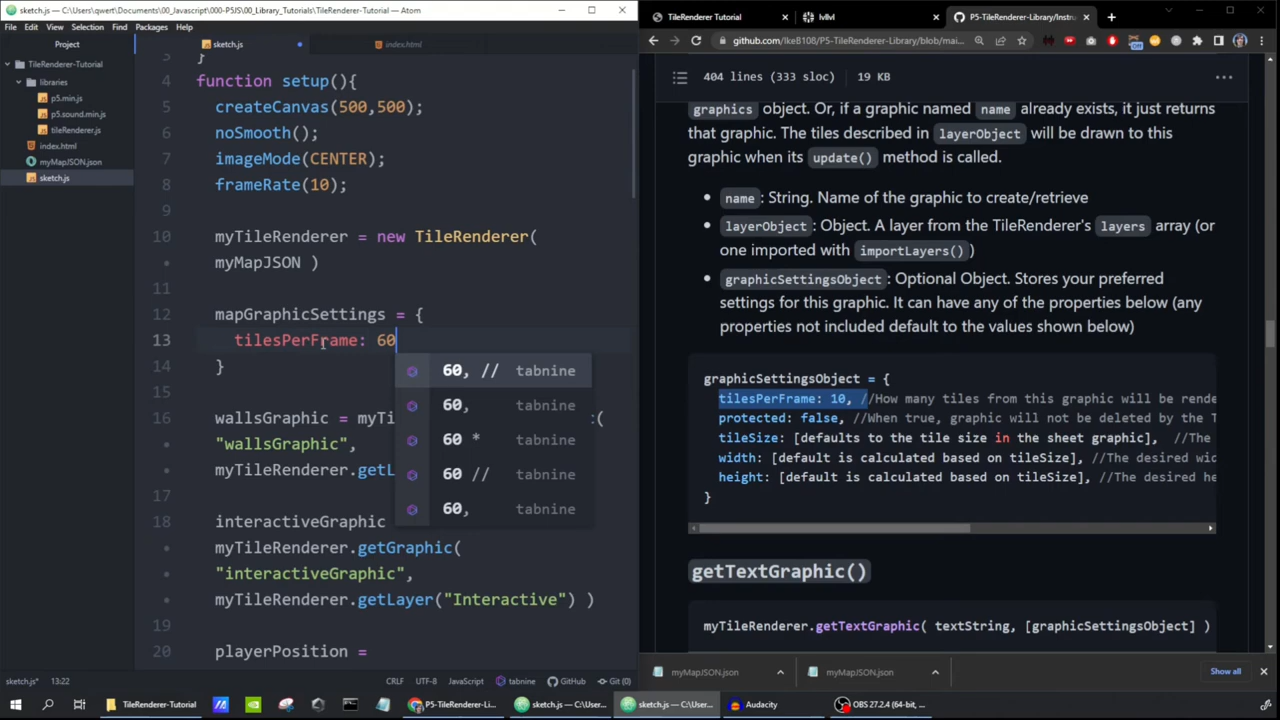 sketch.js — C:\Users\qwert\Documents\00_Javascript\000-P5JS\00_Library_Tutorials\TileRenderer-Tutorial — Atom
File Edit View Selection Find Packages Help
Project
TileRenderer-Tutorial
libraries
p5.min.js
p5.sound.min.js
tileRenderer.js
index.html
myMapJSON.json
sketch.js
sketch.js index.html
3 }
4 function setup(){
5 createCanvas(500,500);
6 noSmooth();
7 imageMode(CENTER);
8 frameRate(10);
9
10 myTileRenderer = new TileRenderer(
• myMapJSON )
11
12 mapGraphicSettings = {
13 tilesPerFrame: 60
14 }
15
16 wallsGraphic = myTi
• "wallsGraphic",
• myTileRenderer.getL
17
18 interactiveGraphic
• myTileRenderer.getGraphic(
• "interactiveGraphic",
• myTileRenderer.getLayer("Interactive") )
19
20 playerPosition =
60, // tabnine
60, tabnine
60 * tabnine
60 // tabnine
60, tabnine
sketch.js* 13:22 CRLF UTF-8 JavaScript tabnine GitHub Git (0)
TileRenderer Tutorial
lvlvl
P5-TileRenderer-Library/Instru
github.com/IkeB108/P5-TileRenderer-Library/blob/mai...
404 lines (333 sloc) 19 KB
graphics object. Or, if a graphic named name already exists, it just returns
that graphic. The tiles described in layerObject will be drawn to this
graphic when its update() method is called.
• name: String. Name of the graphic to create/retrieve
• layerObject: Object. A layer from the TileRenderer's layers array (or
one imported with importLayers())
• graphicSettingsObject: Optional Object. Stores your preferred
settings for this graphic. It can have any of the properties below (any
properties not included default to the values shown below)
graphicSettingsObject = {
tilesPerFrame: 10, //How many tiles from this graphic will be rende
protected: false, //When true, graphic will not be deleted by the T
tileSize: [defaults to the tile size in the sheet graphic], //The
width: [default is calculated based on tileSize], //The desired wid
height: [default is calculated based on tileSize], //The desired he
}
getTextGraphic()
myTileRenderer.getTextGraphic( textString, [graphicSettingsObject] )
myMapJSON.json
myMapJSON.json
Show all
TileRenderer-Tutorial
P5-TileRenderer-Li...
sketch.js — C:\User...
sketch.js — C:\User...
Audacity
OBS 27.2.4 (64-bit, ...